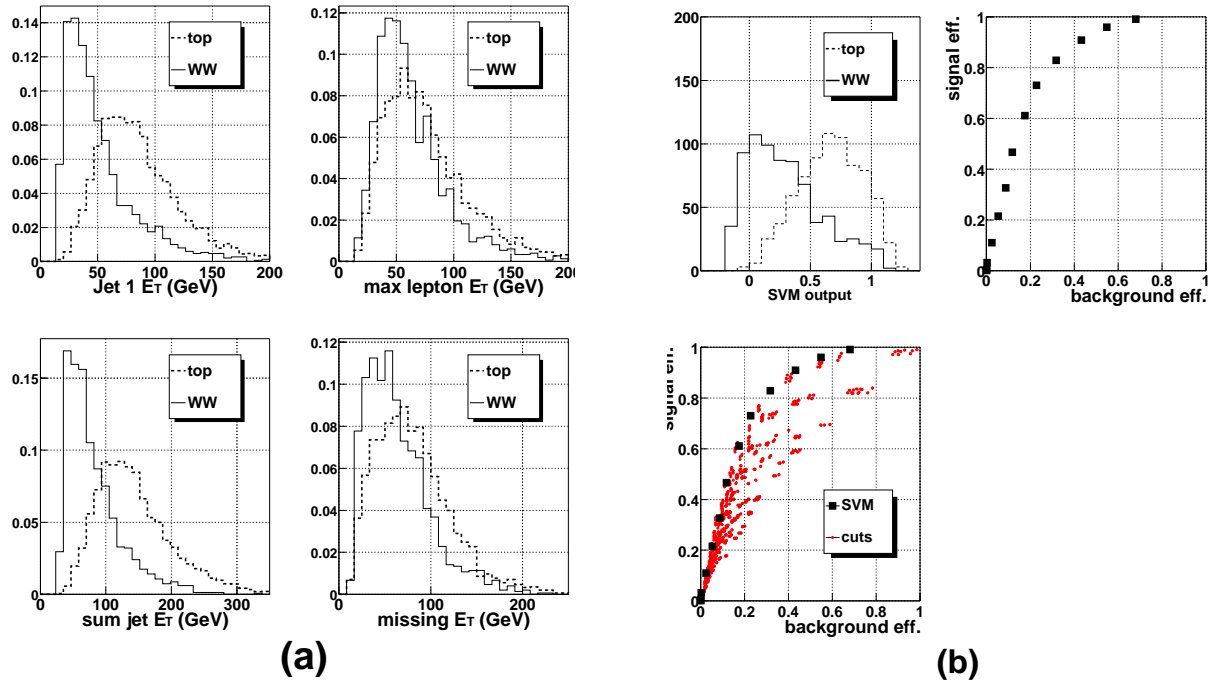 0.14
0.12
0.1
0.08
0.06
0.04
0.02
0
top
WW
0 50 100 150 200
Jet 1 ET (GeV)
0.12
0.1
0.08
0.06
0.04
0.02
0
top
WW
0 50 100 150 200
max lepton ET (GeV)
0.15
0.1
0.05
0
top
WW
0 100 200 300
sum jet ET (GeV)
0.12
0.1
0.08
0.06
0.04
0.02
0
top
WW
0 100 200
missing ET (GeV)
(a)
200
150
100
50
0
top
WW
0 0.5 1
SVM output
signal eff.
1
0.8
0.6
0.4
0.2
0
0 0.2 0.4 0.6 0.8 1
background eff.
signal eff.
1
0.8
0.6
0.4
0.2
0
SVM
cuts
0 0.2 0.4 0.6 0.8 1
background eff.
(b)